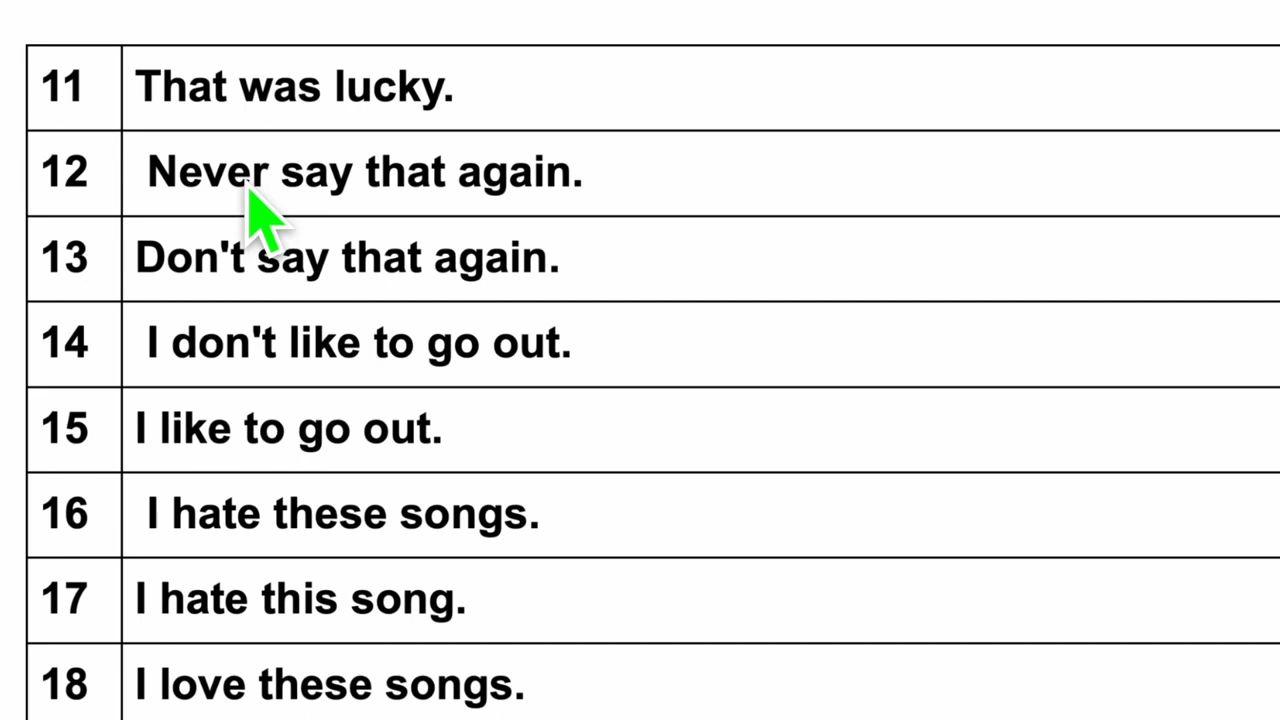 11 That was lucky.
12 Never say that again.
13 Don't say that again.
14 I don't like to go out.
15 I like to go out.
16 I hate these songs.
17 I hate this song.
18 I love these songs.